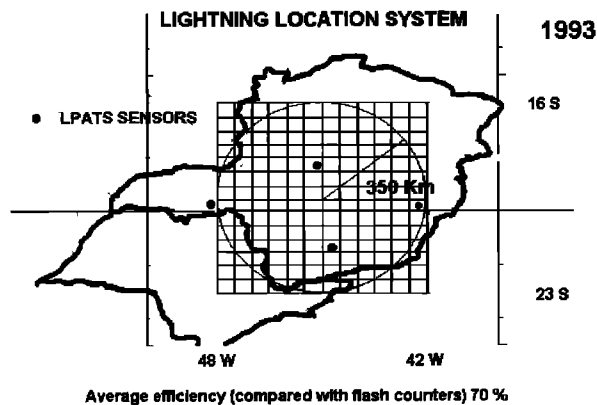 LIGHTNING LOCATION SYSTEM
1993
16 S
LPATS SENSORS
350 Km
23 S
48 W
42 W
Average efficiency (compared with flash counters) 70 %